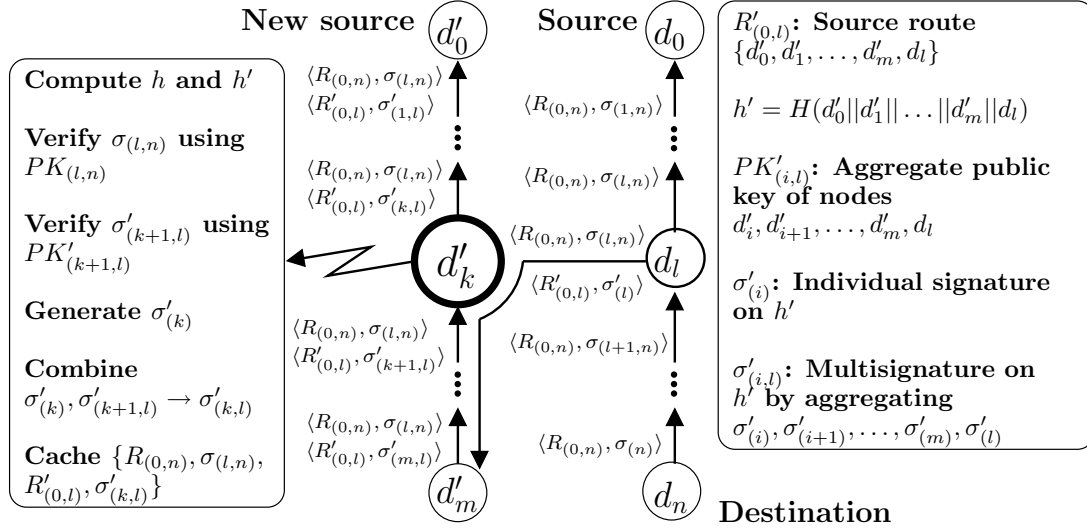 New source
Source
d′_0
d_0
Compute h and h′
Verify σ_(l,n) using
PK_(l,n)
Verify σ′_(k+1,l) using
PK′_(k+1,l)
Generate σ′_(k)
Combine
σ′_(k), σ′_(k+1,l) → σ′_(k,l)
Cache {R_(0,n), σ_(l,n),
R′_(0,l), σ′_(k,l)}
⟨R_(0,n), σ_(l,n)⟩
⟨R′_(0,l), σ′_(1,l)⟩
⟨R_(0,n), σ_(l,n)⟩
⟨R′_(0,l), σ′_(k,l)⟩
d′_k
⟨R_(0,n), σ_(l,n)⟩
⟨R′_(0,l), σ′_(k+1,l)⟩
⟨R_(0,n), σ_(l,n)⟩
⟨R′_(0,l), σ′_(m,l)⟩
d′_m
⟨R_(0,n), σ_(1,n)⟩
⟨R_(0,n), σ_(l,n)⟩
⟨R_(0,n), σ_(l,n)⟩
⟨R′_(0,l), σ′_(l)⟩
d_l
⟨R_(0,n), σ_(l+1,n)⟩
⟨R_(0,n), σ_(n)⟩
d_n
Destination
R′_(0,l): Source route
{d′_0, d′_1, . . . , d′_m, d_l}
h′ = H(d′_0||d′_1|| . . . ||d′_m||d_l)
PK′_(i,l): Aggregate public
key of nodes
d′_i, d′_i+1, . . . , d′_m, d_l
σ′_(i): Individual signature
on h′
σ′_(i,l): Multisignature on
h′ by aggregating
σ′_(i), σ′_(i+1), . . . , σ′_(m), σ′_(l)